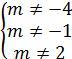 m ≠ −4
m ≠ −1
m ≠ 2